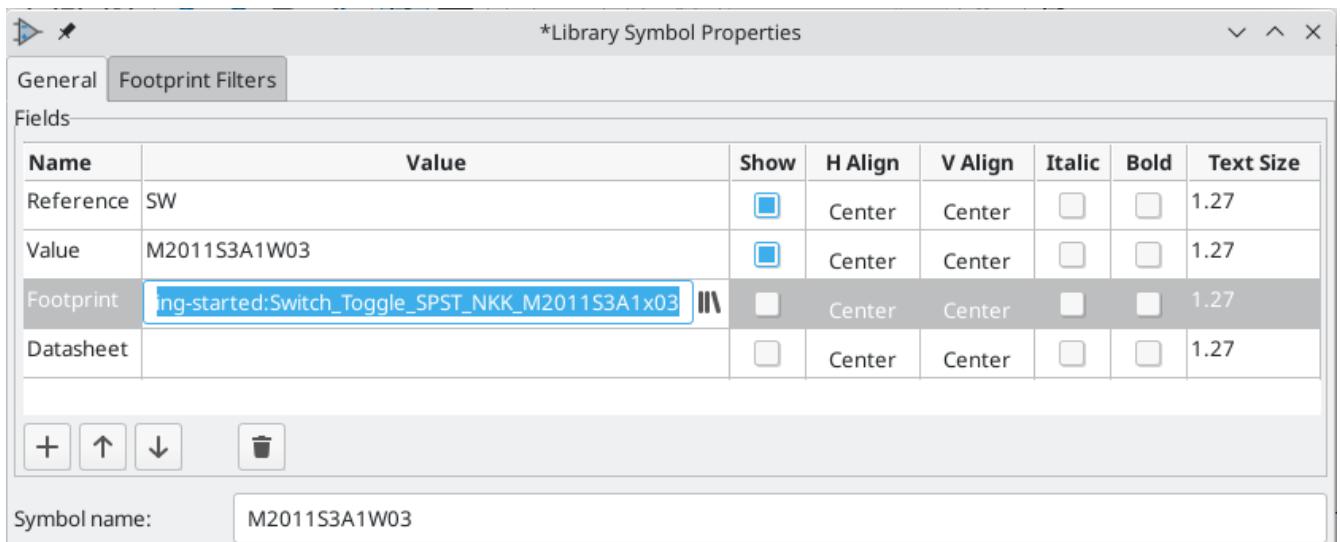 *Library Symbol Properties
General Footprint Filters
Fields
Name Value Show H Align V Align Italic Bold Text Size
Reference SW Center Center 1.27
Value M2011S3A1W03 Center Center 1.27
Footprint ing-started:Switch_Toggle_SPST_NKK_M2011S3A1x03 Center Center 1.27
Datasheet Center Center 1.27
Symbol name: M2011S3A1W03